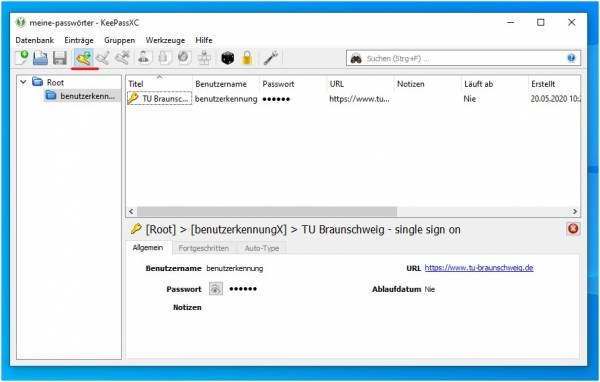 meine-passwörter - KeePassXC
Datenbank Einträge Gruppen Werkzeuge Hilfe
Suchen (Strg+F) ...
Root
benutzerkenn...
Titel Benutzername Passwort URL Notizen Läuft ab Erstellt
TU Braunsc... benutzerkennung ●●●●●● https://www.tu... Nie 20.05.2020 10:
[Root] > [benutzerkennungX] > TU Braunschweig - single sign on
Allgemein Fortgeschritten Auto-Type
Benutzername benutzerkennung URL https://www.tu-braunschweig.de
Passwort ●●●●●● Ablaufdatum Nie
Notizen